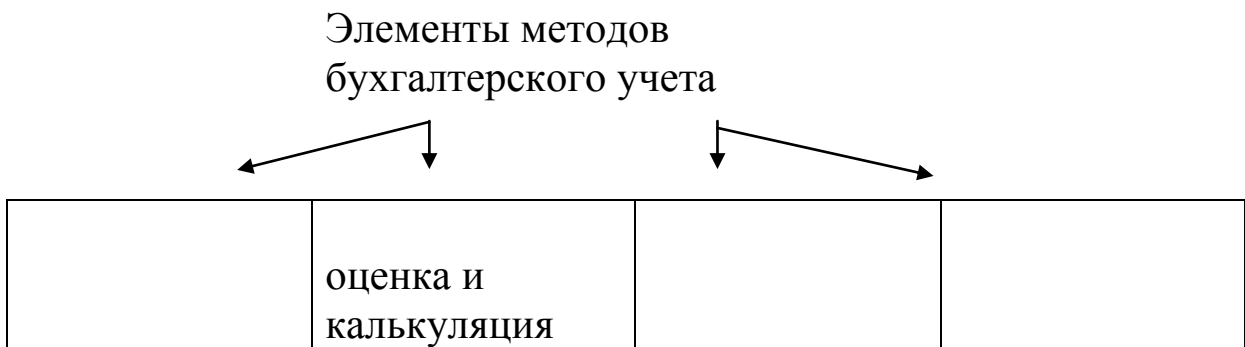 Элементы методов
бухгалтерского учета
оценка и
калькуляция